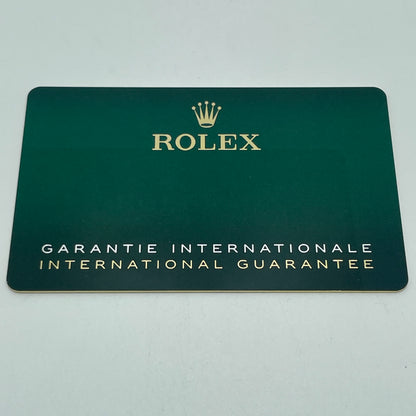 ROLEX
GARANTIE INTERNATIONALE
INTERNATIONAL GUARANTEE